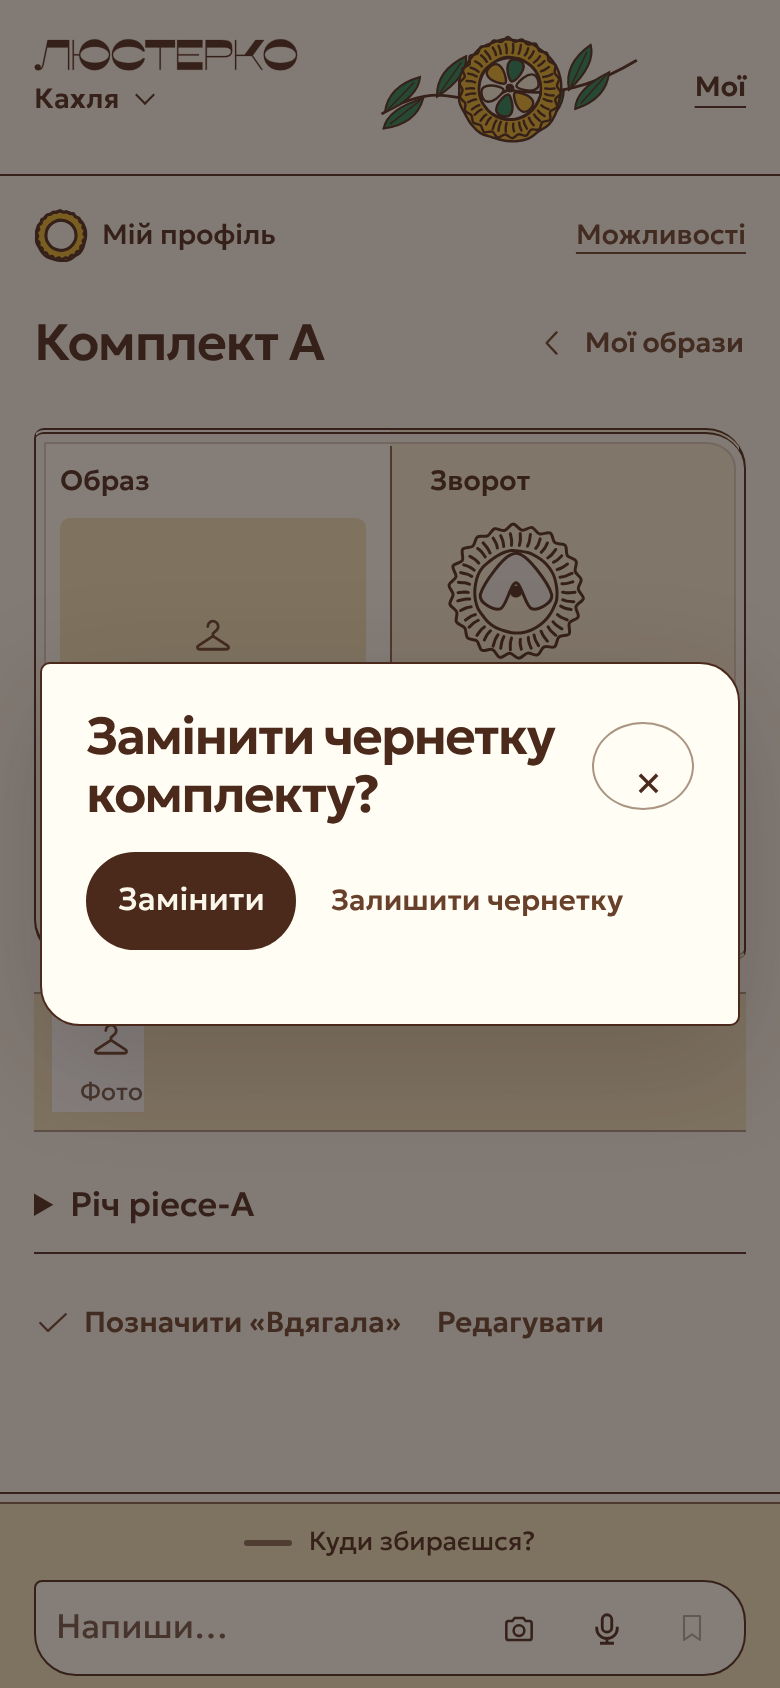 ЛЮСТЕРКО
Кахля
Мої
Мій профіль
Можливості
Комплект А
Мої образи
Образ
Зворот
Замінити чернетку
комплекту?
Замінити
Залишити чернетку
Фото
Річ piece-A
Позначити «Вдягала»
Редагувати
Куди збираєшся?
Напиши...